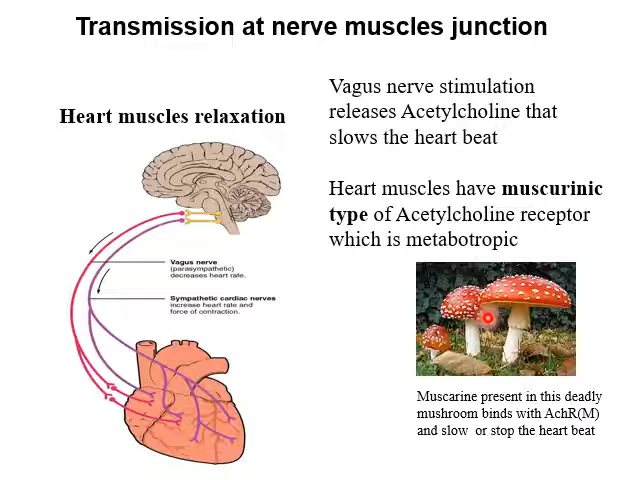 Transmission at nerve muscles junction
Heart muscles relaxation
Vagus nerve
(parasympathetic)
decreases heart rate.
Sympathetic cardiac nerves
increase heart rate and
force of contraction.
Vagus nerve stimulation
releases Acetylcholine that
slows the heart beat
Heart muscles have muscurinic
type of Acetylcholine receptor
which is metabotropic
Muscarine present in this deadly
mushroom binds with AchR(M)
and slow or stop the heart beat